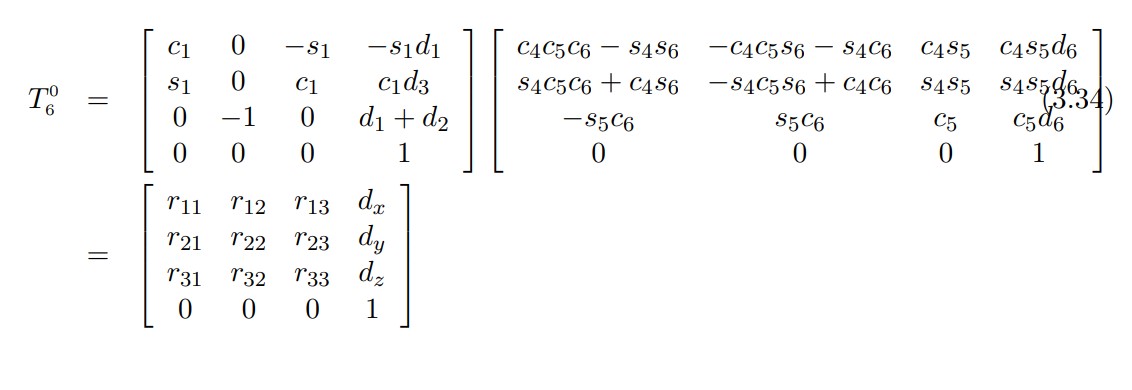 T_6^0 = [ c_1 0 −s_1 −s_1d_1 ; s_1 0 c_1 c_1d_3 ; 0 −1 0 d_1 + d_2 ; 0 0 0 1 ] [ c_4c_5c_6 − s_4s_6 −c_4c_5s_6 − s_4c_6 c_4s_5 c_4s_5d_6 ; s_4c_5c_6 + c_4s_6 −s_4c_5s_6 + c_4c_6 s_4s_5 s_4s_5d_6 ; −s_5c_6 s_5c_6 c_5 c_5d_6 ; 0 0 0 1 ] (3.34)
= [ r_11 r_12 r_13 d_x ; r_21 r_22 r_23 d_y ; r_31 r_32 r_33 d_z ; 0 0 0 1 ]